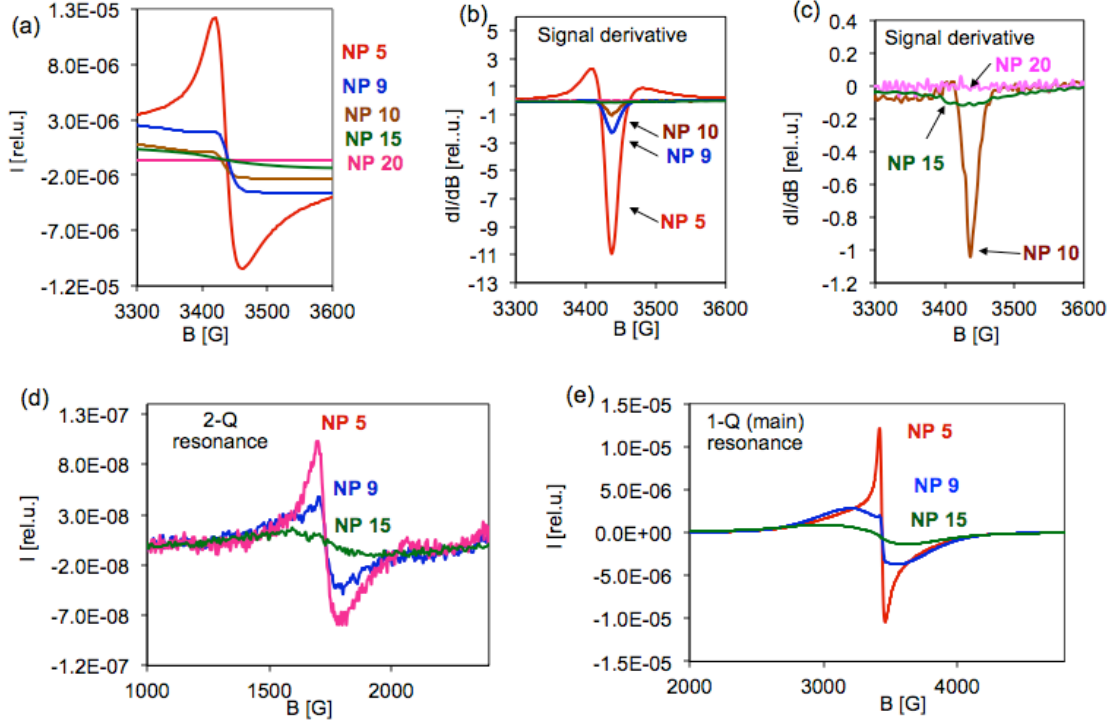 (a)
1.3E-05
8.0E-06
3.0E-06
-2.0E-06
-7.0E-06
-1.2E-05
I [rel.u.]
3300 3400 3500 3600
B [G]
NP 5
NP 9
NP 10
NP 15
NP 20
(b)
Signal derivative
5
3
1
-1
-3
-5
-7
-9
-11
-13
dI/dB [rel..u.]
3300 3400 3500 3600
B [G]
NP 10
NP 9
NP 5
(c)
Signal derivative
0.4
0.2
0
-0.2
-0.4
-0.6
-0.8
-1
-1.2
dI/dB [rel..u.]
3300 3400 3500 3600
B [G]
NP 20
NP 15
NP 10
(d)
2-Q
resonance
1.3E-07
8.0E-08
3.0E-08
-2.0E-08
-7.0E-08
-1.2E-07
I [rel.u.]
1000 1500 2000
B [G]
NP 5
NP 9
NP 15
(e)
1-Q (main)
resonance
1.5E-05
1.0E-05
5.0E-06
0.0E+00
-5.0E-06
-1.0E-05
-1.5E-05
I [rel.u.]
2000 3000 4000
B [G]
NP 5
NP 9
NP 15